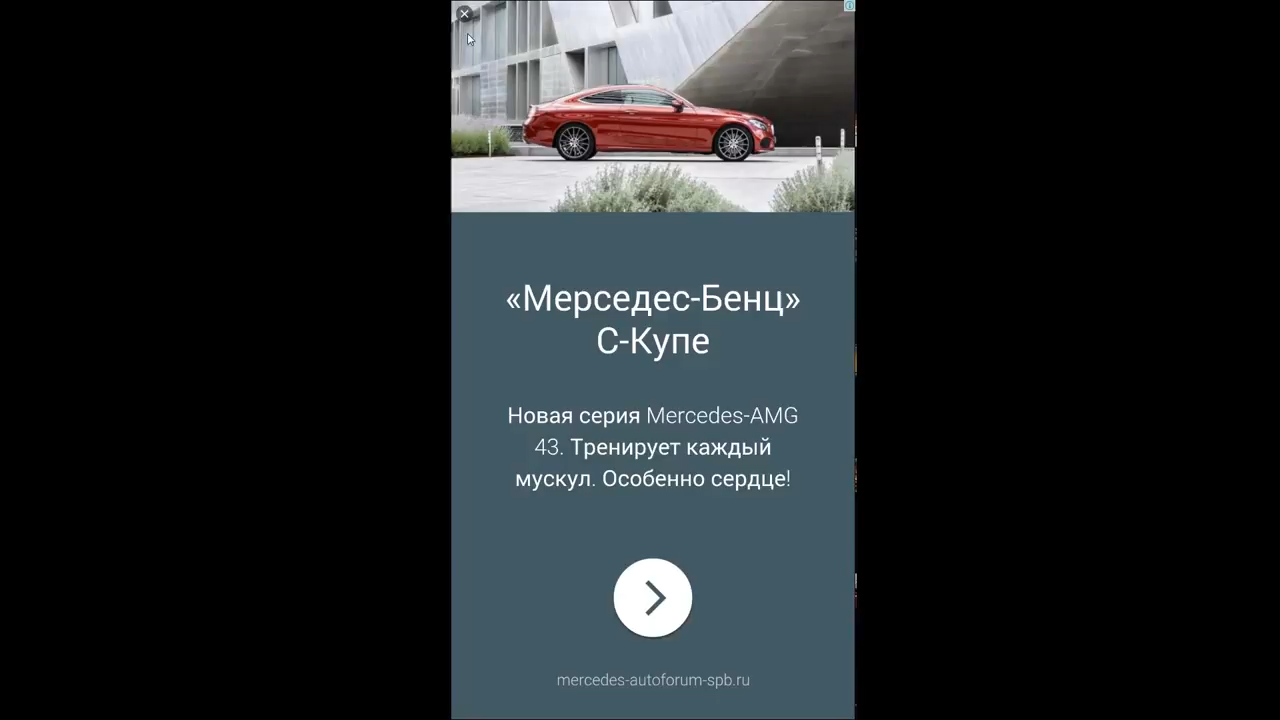 «Мерседес-Бенц»
С-Купе
Новая серия Mercedes-AMG
43. Тренирует каждый
мускул. Особенно сердце!
mercedes-autoforum-spb.ru